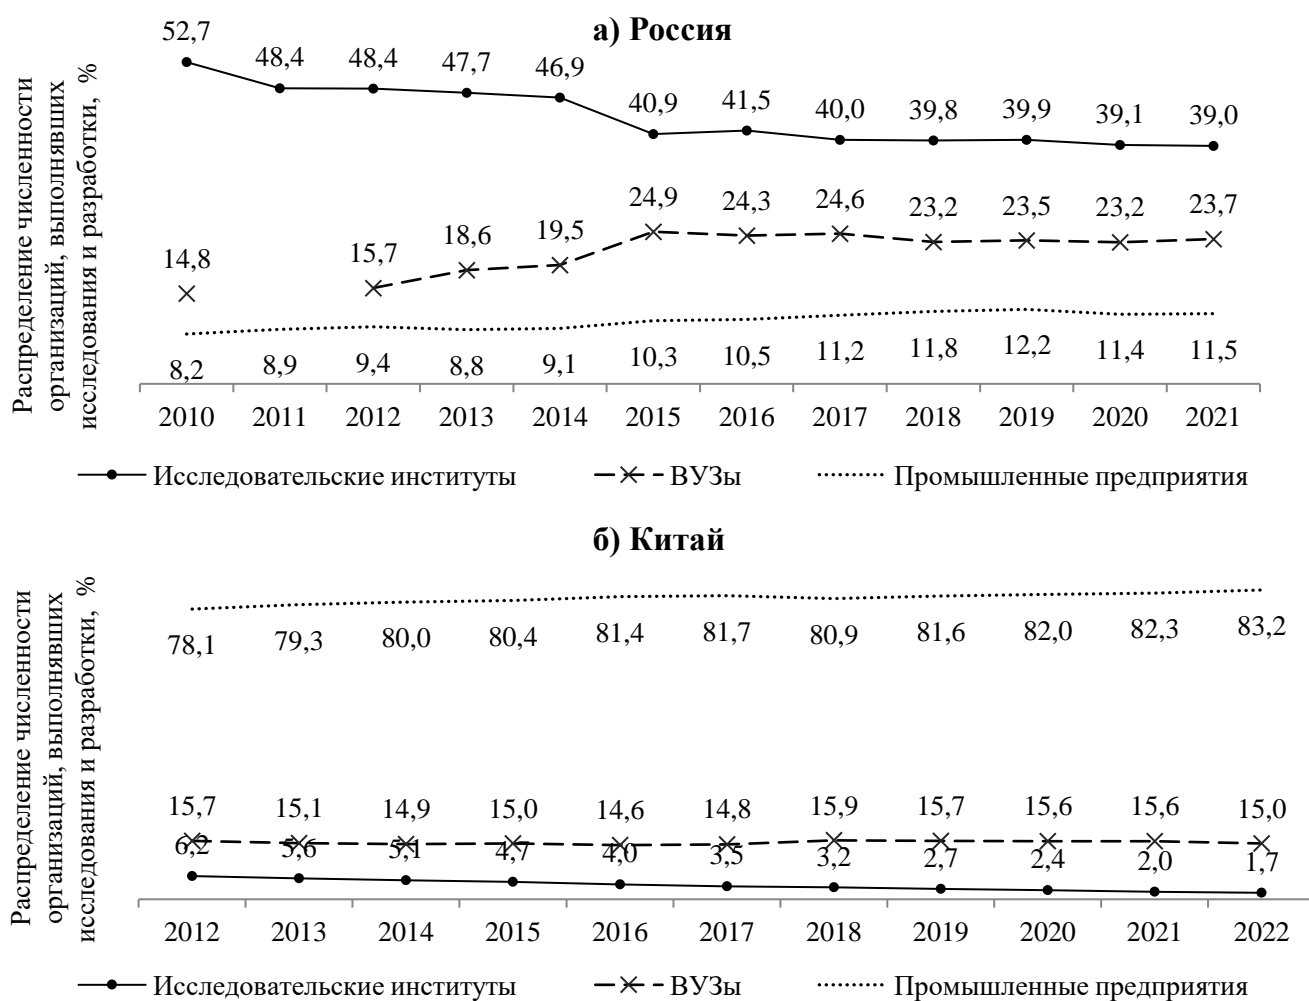 а) Россия
Распределение численности
организаций, выполнявших
исследования и разработки, %
52,7 48,4 48,4 47,7 46,9 40,9 41,5 40,0 39,8 39,9 39,1 39,0
14,8 15,7 18,6 19,5 24,9 24,3 24,6 23,2 23,5 23,2 23,7
8,2 8,9 9,4 8,8 9,1 10,3 10,5 11,2 11,8 12,2 11,4 11,5
2010 2011 2012 2013 2014 2015 2016 2017 2018 2019 2020 2021
Исследовательские институты ВУЗы Промышленные предприятия
б) Китай
Распределение численности
организаций, выполнявших
исследования и разработки, %
78,1 79,3 80,0 80,4 81,4 81,7 80,9 81,6 82,0 82,3 83,2
15,7 15,1 14,9 15,0 14,6 14,8 15,9 15,7 15,6 15,6 15,0
6,2 5,6 5,1 4,7 4,0 3,5 3,2 2,7 2,4 2,0 1,7
2012 2013 2014 2015 2016 2017 2018 2019 2020 2021 2022
Исследовательские институты ВУЗы Промышленные предприятия